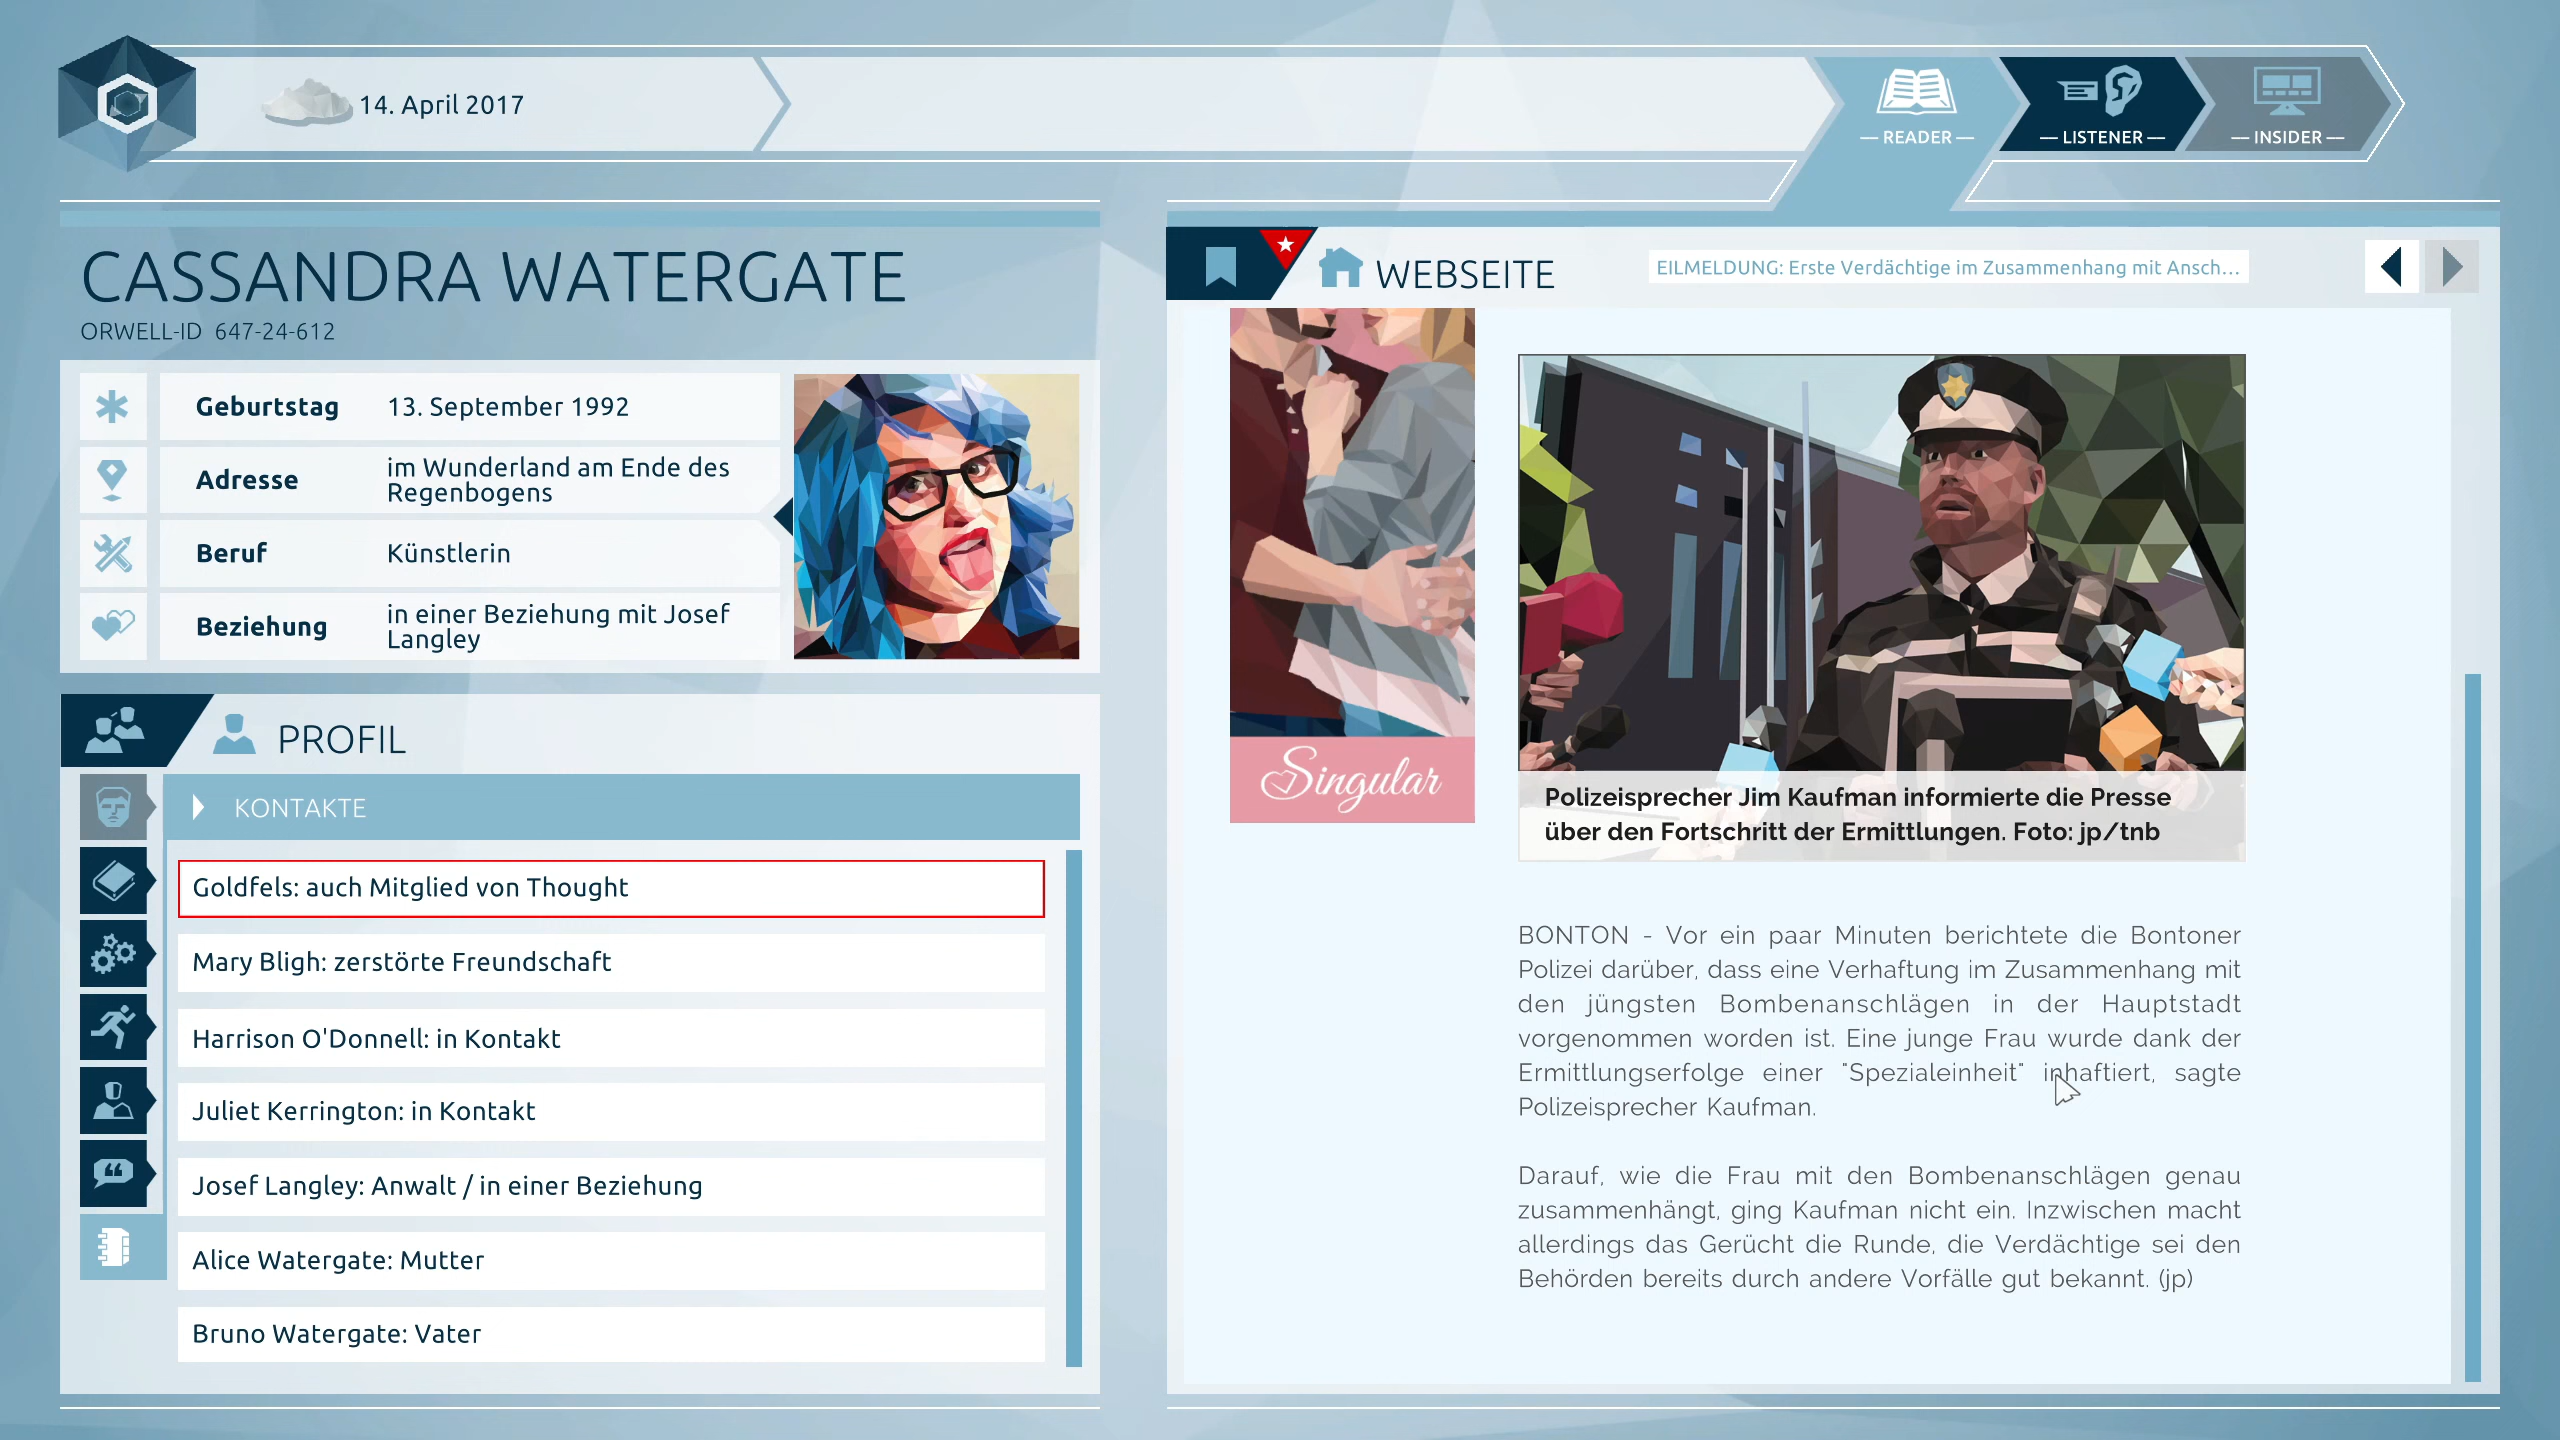 14. April 2017
— READER —
— LISTENER —
— INSIDER —
CASSANDRA WATERGATE
ORWELL-ID 647-24-612
Geburtstag 13. September 1992
Adresse im Wunderland am Ende des
Regenbogens
Beruf Künstlerin
Beziehung in einer Beziehung mit Josef
Langley
PROFIL
KONTAKTE
Goldfels: auch Mitglied von Thought
Mary Bligh: zerstörte Freundschaft
Harrison O'Donnell: in Kontakt
Juliet Kerrington: in Kontakt
Josef Langley: Anwalt / in einer Beziehung
Alice Watergate: Mutter
Bruno Watergate: Vater
WEBSEITE
EILMELDUNG: Erste Verdächtige im Zusammenhang mit Ansch...
Singular
Polizeisprecher Jim Kaufman informierte die Presse
über den Fortschritt der Ermittlungen. Foto: jp/tnb
BONTON - Vor ein paar Minuten berichtete die Bontoner
Polizei darüber, dass eine Verhaftung im Zusammenhang mit
den jüngsten Bombenanschlägen in der Hauptstadt
vorgenommen worden ist. Eine junge Frau wurde dank der
Ermittlungserfolge einer "Spezialeinheit" inhaftiert, sagte
Polizeisprecher Kaufman.
Darauf, wie die Frau mit den Bombenanschlägen genau
zusammenhängt, ging Kaufman nicht ein. Inzwischen macht
allerdings das Gerücht die Runde, die Verdächtige sei den
Behörden bereits durch andere Vorfälle gut bekannt. (jp)